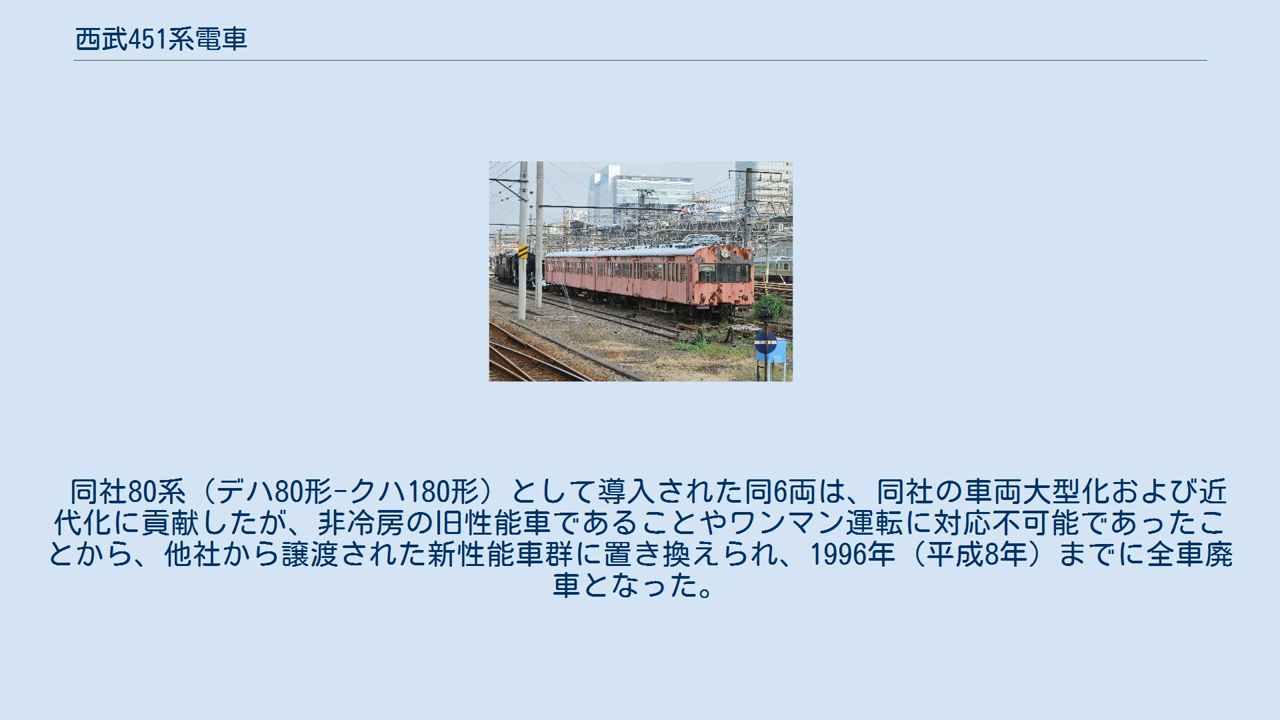 西武451系電車
同社80系（デハ80形-クハ180形）として導入された同6両は、同社の車両大型化および近
代化に貢献したが、非冷房の旧性能車であることやワンマン運転に対応不可能であったこ
とから、他社から譲渡された新性能車群に置き換えられ、1996年（平成8年）までに全車廃
車となった。